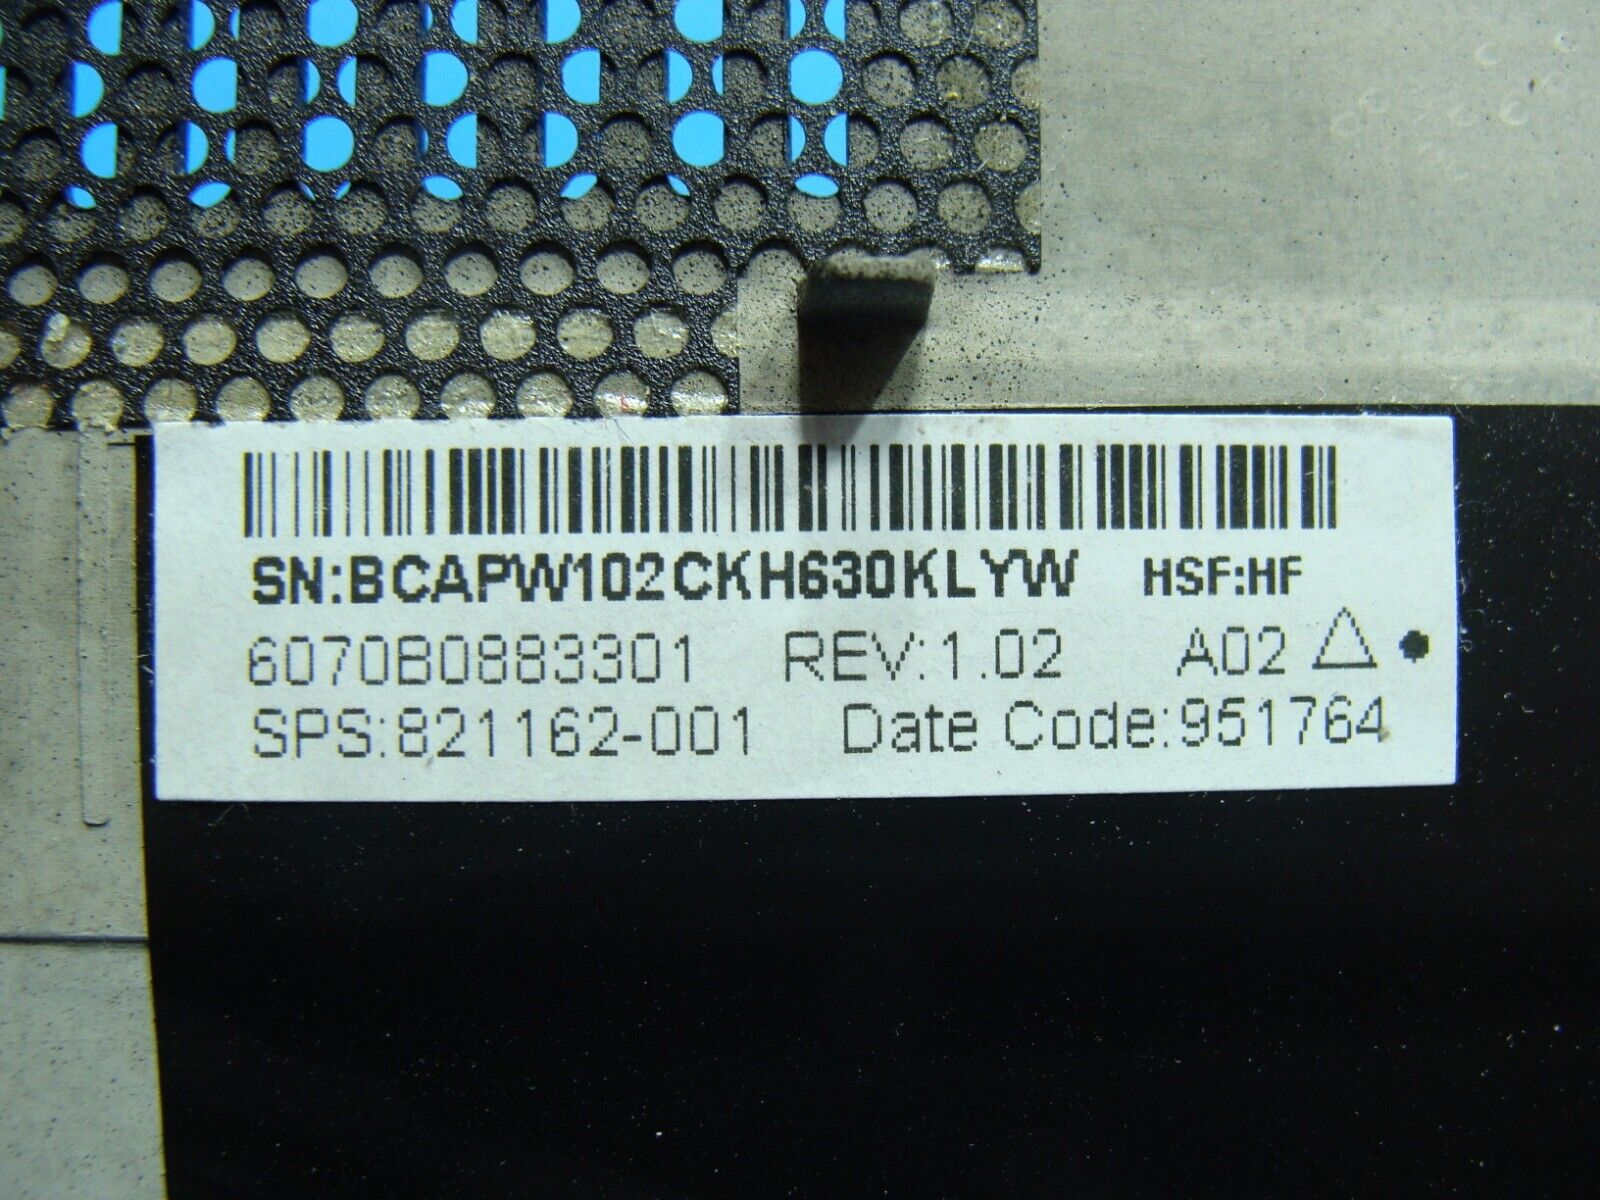 SN:BCAPW102CKH630KLYW HSF:HF
6070B0883301 REV:1.02 A02
SPS:821162-001 Date Code:951764